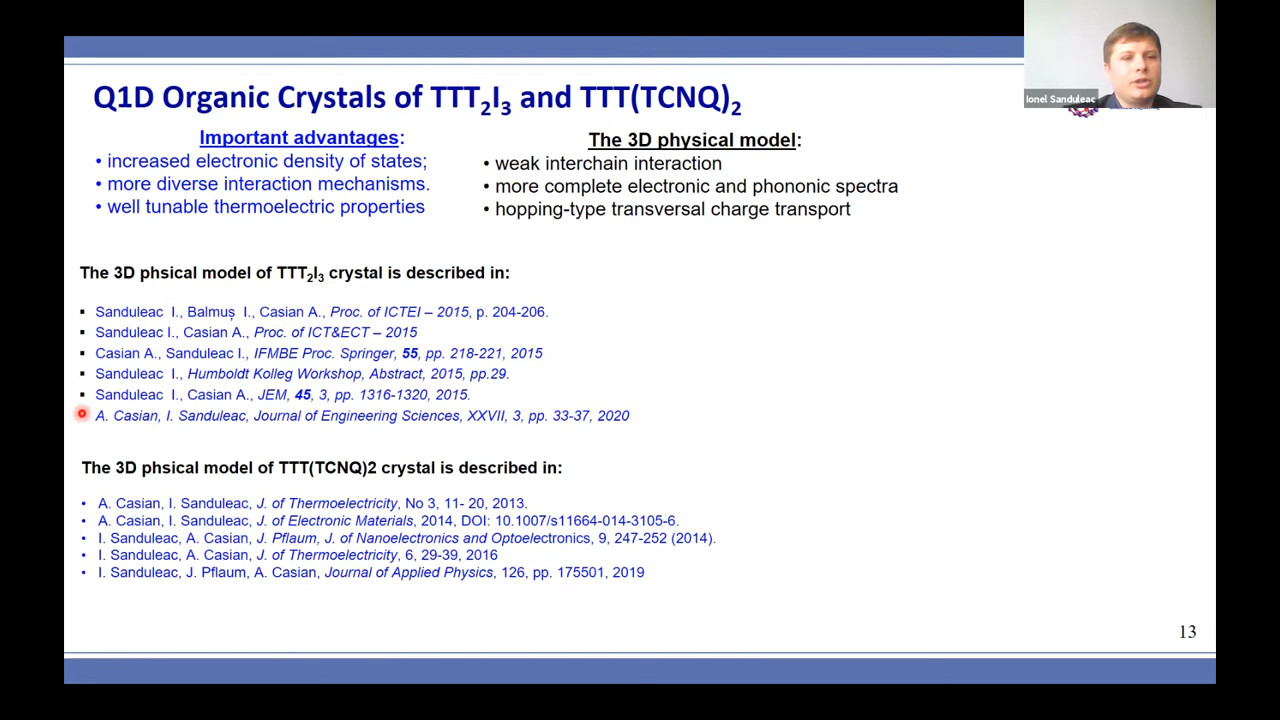 Q1D Organic Crystals of TTT₂I₃ and TTT(TCNQ)₂
Ionel Sanduleac
Important advantages:
• increased electronic density of states;
• more diverse interaction mechanisms.
• well tunable thermoelectric properties
The 3D physical model:
• weak interchain interaction
• more complete electronic and phononic spectra
• hopping-type transversal charge transport
The 3D phsical model of TTT₂I₃ crystal is described in:
▪ Sanduleac I., Balmuș I., Casian A., Proc. of ICTEI – 2015, p. 204-206.
▪ Sanduleac I., Casian A., Proc. of ICT&ECT – 2015
▪ Casian A., Sanduleac I., IFMBE Proc. Springer, 55, pp. 218-221, 2015
▪ Sanduleac I., Humboldt Kolleg Workshop, Abstract, 2015, pp.29.
▪ Sanduleac I., Casian A., JEM, 45, 3, pp. 1316-1320, 2015.
A. Casian, I. Sanduleac, Journal of Engineering Sciences, XXVII, 3, pp. 33-37, 2020
The 3D phsical model of TTT(TCNQ)2 crystal is described in:
• A. Casian, I. Sanduleac, J. of Thermoelectricity, No 3, 11- 20, 2013.
• A. Casian, I. Sanduleac, J. of Electronic Materials, 2014, DOI: 10.1007/s11664-014-3105-6.
• I. Sanduleac, A. Casian, J. Pflaum, J. of Nanoelectronics and Optoelectronics, 9, 247-252 (2014).
• I. Sanduleac, A. Casian, J. of Thermoelectricity, 6, 29-39, 2016
• I. Sanduleac, J. Pflaum, A. Casian, Journal of Applied Physics, 126, pp. 175501, 2019
13